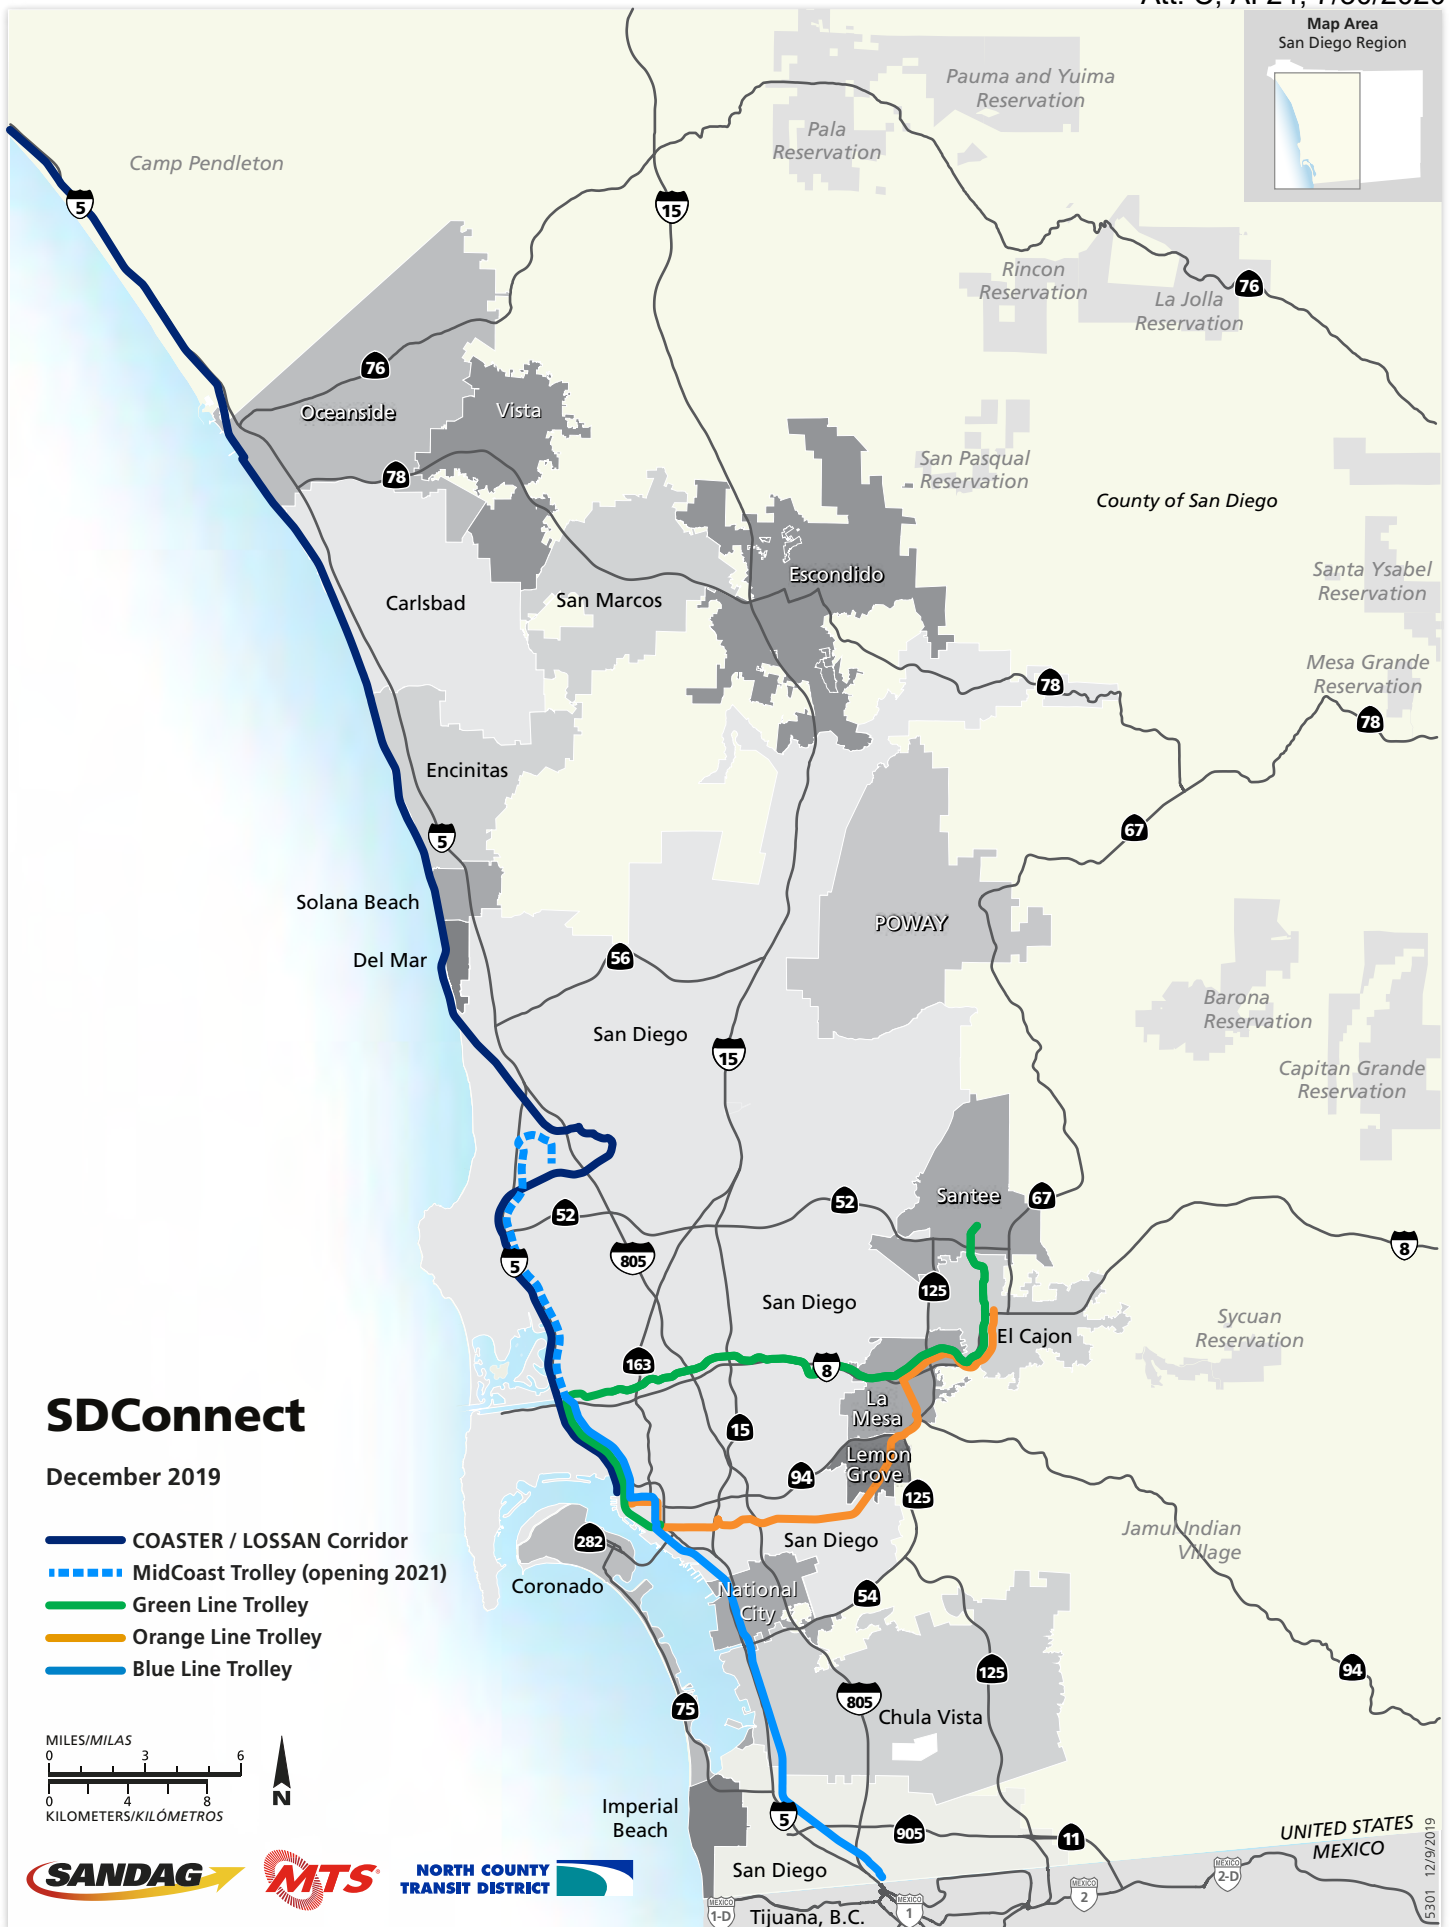 Map Area
San Diego Region
Pauma and Yuima
Reservation
Pala
Reservation
Camp Pendleton
5
15
Rincon
Reservation
La Jolla
Reservation
76
76
Oceanside
Vista
78
San Pasqual
Reservation
County of San Diego
Escondido
Santa Ysabel
Reservation
Carlsbad
San Marcos
Mesa Grande
Reservation
78
78
Encinitas
5
67
Solana Beach
POWAY
Del Mar
56
Barona
Reservation
San Diego
15
Capitan Grande
Reservation
Santee
67
52
52
5
805
8
125
San Diego
Sycuan
Reservation
El Cajon
163
8
La
Mesa
15
Lemon
Grove
94
125
SDConnect
December 2019
COASTER / LOSSAN Corridor
MidCoast Trolley (opening 2021)
Green Line Trolley
Orange Line Trolley
Blue Line Trolley
282
San Diego
Jamul Indian
Village
Coronado
National
City
54
125
94
805
75
Chula Vista
MILES/MILAS
0 3 6
0 4 8
KILOMETERS/KILÓMETROS
N
Imperial
Beach
5
905
11
UNITED STATES
MEXICO
5301 12/9/2019
SANDAG
MTS
NORTH COUNTY
TRANSIT DISTRICT
San Diego
MEXICO
1-D
Tijuana, B.C.
MEXICO
1
MEXICO
2
MEXICO
2-D